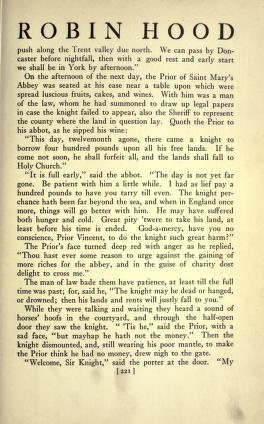 ROBIN HOOD
push along the Trent valley due north. We can pass by Don-
caster before nightfall, then with a good rest and early start
we shall be in York by afternoon."
On the afternoon of the next day, the Prior of Saint Mary's
Abbey was seated at his ease near a table upon which were
spread luscious fruits, cakes, and wines. With him was a man
of the law, whom he had summoned to draw up legal papers
in case the knight failed to appear, also the Sheriff to represent
the county where the land in question lay. Quoth the Prior to
his abbot, as he sipped his wine:
"This day, twelvemonth agone, there came a knight to
borrow four hundred pounds upon all his free lands. If he
come not soon, he shall forfeit all, and the lands shall fall to
Holy Church."
"It is full early," said the abbot. "The day is not yet far
gone. Be patient with him a little while. I had as lief pay a
hundred pounds to have you tarry till even. The knight per-
chance hath been far beyond the sea, and when in England once
more, things will go better with him. He may have suffered
both hunger and cold. Great pity 'twere to take his land, at
least before his time is ended. God-a-mercy, have you no
conscience, Prior Vincent, to do the knight such great harm?"
The Prior's face turned deep red with anger as he replied,
"Thou hast ever some reason to urge against the gaining of
more riches for the abbey, and in the guise of charity dost
delight to cross me."
The man of law bade them have patience, at least till the full
time was past; for, said he, "The knight may be dead or hanged,
or drowned; then his lands and rents will justly fall to you."
While they were talking and waiting they heard a sound of
horses' hoofs in the courtyard, and through the half-open
door they saw the knight. " 'Tis he," said the Prior, with a
sad face, "but mayhap he hath not the money." Then the
knight dismounted, and, still wearing his poor mantle, to make
the Prior think he had no money, drew nigh to the gate.
"Welcome, Sir Knight," said the porter at the door. "My
[ 221 ]